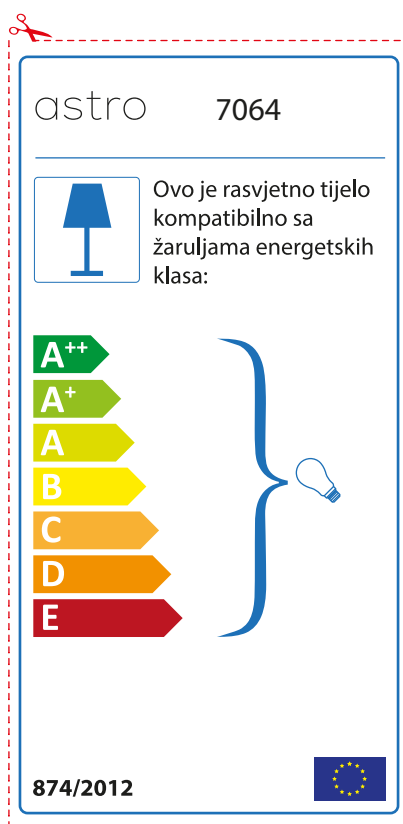 astro 7064
Ovo je rasvjetno tijelo
kompatibilno sa
žaruljama energetskih
klasa:
A++
A+
A
B
C
D
E
874/2012